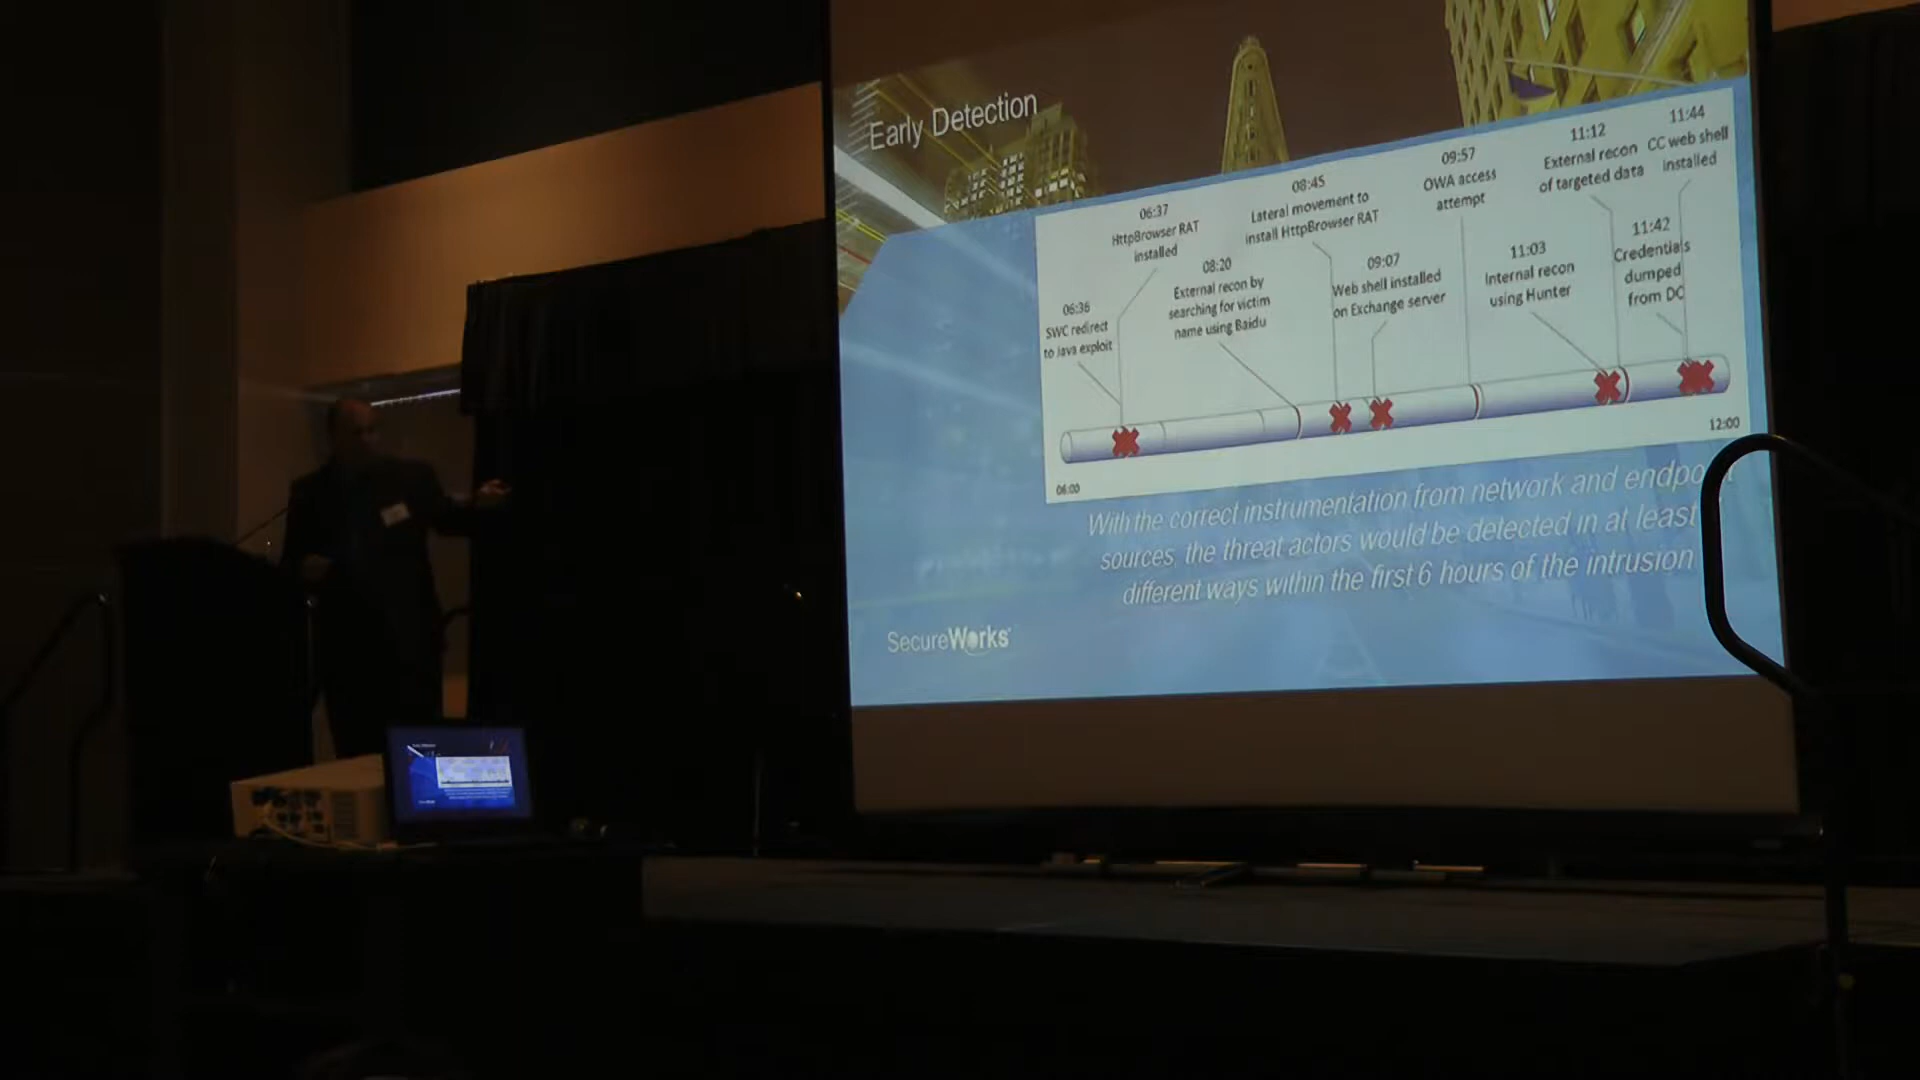 Early Detection
06:36
SWC redirect
to Java exploit
06:37
HttpBrowser RAT
installed
08:20
External recon by
searching for victim
name using Baidu
08:45
Lateral movement to
install HttpBrowser RAT
09:07
Web shell installed
on Exchange server
09:57
OWA access
attempt
11:03
Internal recon
using Hunter
11:12
External recon
of targeted data
11:42
Credentials
dumped
from DC
11:44
CC web shell
installed
06:00
12:00
With the correct instrumentation from network and endpo
sources, the threat actors would be detected in at least
different ways within the first 6 hours of the intrusion
SecureWorks